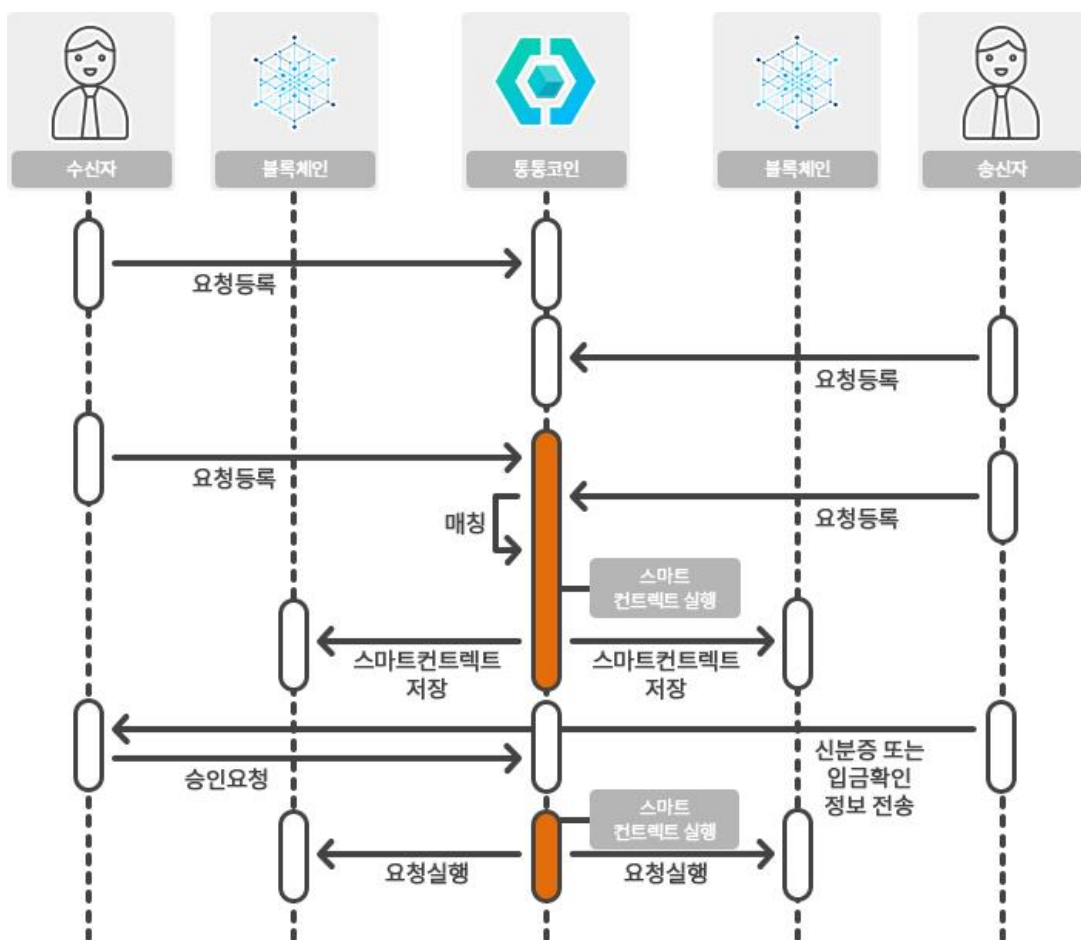 수신자
블록체인
통통코인
블록체인
송신자
요청등록
요청등록
요청등록
요청등록
매칭
스마트
컨트렉트 실행
스마트컨트렉트
저장
스마트컨트렉트
저장
신분증 또는
입금확인
정보 전송
승인요청
스마트
컨트렉트 실행
요청실행
요청실행